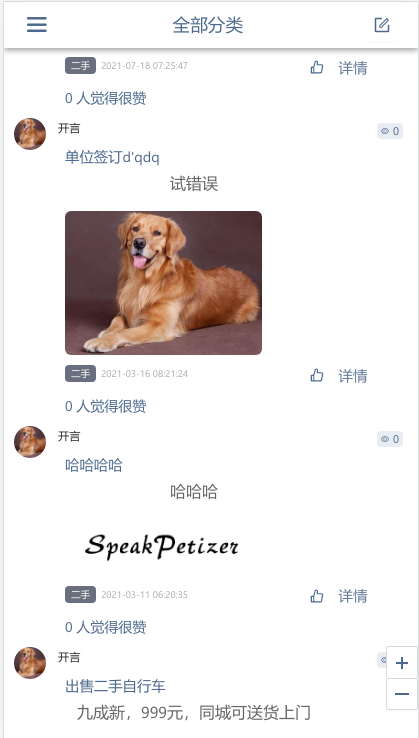 全部分类
二手 2021-07-18 07:25:47 详情
0 人觉得很赞
开言 0
单位签订d'qdq
试错误
二手 2021-03-16 08:21:24 详情
0 人觉得很赞
开言 0
哈哈哈哈
哈哈哈
SpeakPetizer
二手 2021-03-11 06:20:35 详情
0 人觉得很赞
开言
出售二手自行车
九成新，999元，同城可送货上门